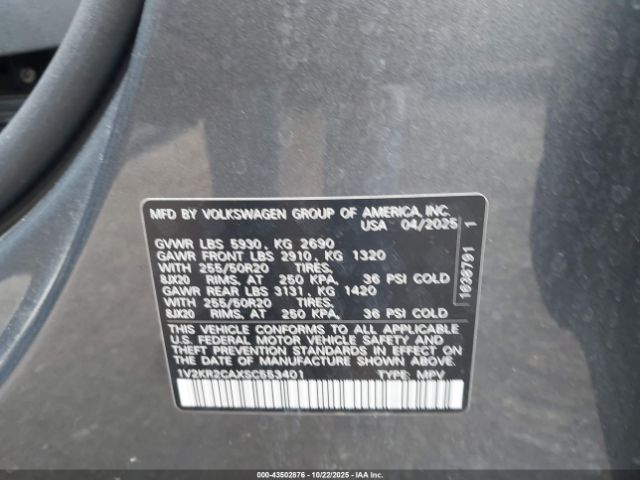 MFD BY VOLKSWAGEN GROUP OF AMERICA, INC.
USA 04/2025
GVWR LBS 5930, KG 2690
GAWR FRONT LBS 2910, KG 1320
WITH 255/50R20 TIRES,
8JX20 RIMS, AT 250 KPA, 36 PSI COLD
GAWR REAR LBS 3131, KG 1420
WITH 255/50R20 TIRES,
8JX20 RIMS, AT 250 KPA, 36 PSI COLD
THIS VEHICLE CONFORMS TO ALL APPLICABLE
U.S. FEDERAL MOTOR VEHICLE SAFETY AND
THEFT PREVENTION STANDARDS IN EFFECT ON
THE DATE OF MANUFACTURE SHOWN ABOVE.
1V2KR2CAXSC553401 TYPE: MPV
1638791 1
000-43502876 | 10/22/2025 | IAAI.COM